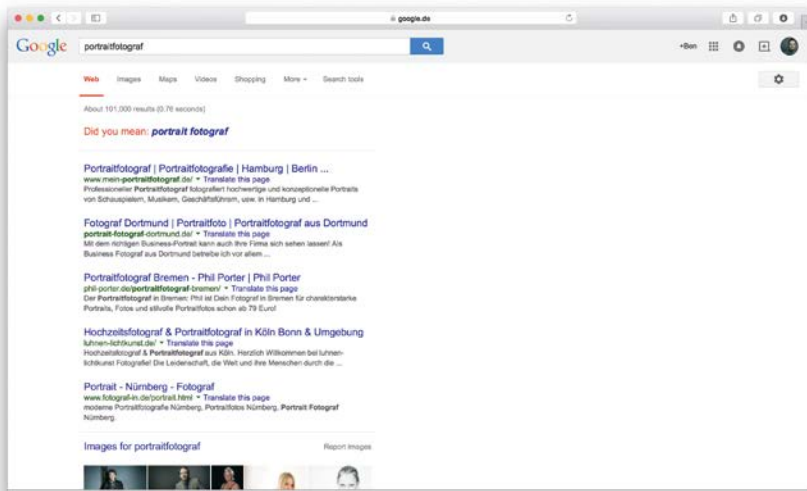 google.de
Google portraitfotograf
+Ben
Web Images Maps Videos Shopping More Search tools
About 101,000 results (0.76 seconds)
Did you mean: portrait fotograf
Portraitfotograf | Portraitfotografie | Hamburg | Berlin ...
www.mein-portraitfotograf.de/ Translate this page
Professioneller Portraitfotograf fotografiert hochwertige und konzeptionelle Portraits
von Schauspielern, Musikern, Geschäftsführern, usw. in Hamburg und ...
Fotograf Dortmund | Portraitfoto | Portraitfotograf aus Dortmund
portrait-fotograf-dortmund.de/ Translate this page
Mit dem richtigen Business-Portrait kann auch Ihre Firma sich sehen lassen! Als
Business Fotograf aus Dortmund betreibe ich vor allem ...
Portraitfotograf Bremen - Phil Porter | Phil Porter
phil-porter.de/portraitfotograf-bremen/ Translate this page
Der Portraitfotograf in Bremen: Phil ist Dein Fotograf in Bremen für charakterstarke
Portraits, Fotos und stilvolle Portraitfotos schon ab 79 Euro!
Hochzeitsfotograf & Portraitfotograf in Köln Bonn & Umgebung
luhnen-lichtkunst.de/ Translate this page
Hochzeitsfotograf & Portraitfotograf aus Köln. Herzlich Willkommen bei luhnen-
lichtkunst Fotografie! Die Leidenschaft, die Welt und ihre Menschen durch die ...
Portrait - Nürnberg - Fotograf
www.fotograf-in.de/portrait.html Translate this page
moderne Portraitfotografie Nürnberg, Portraitfotos Nürnberg, Portrait Fotograf
Nürnberg.
Images for portraitfotograf Report images